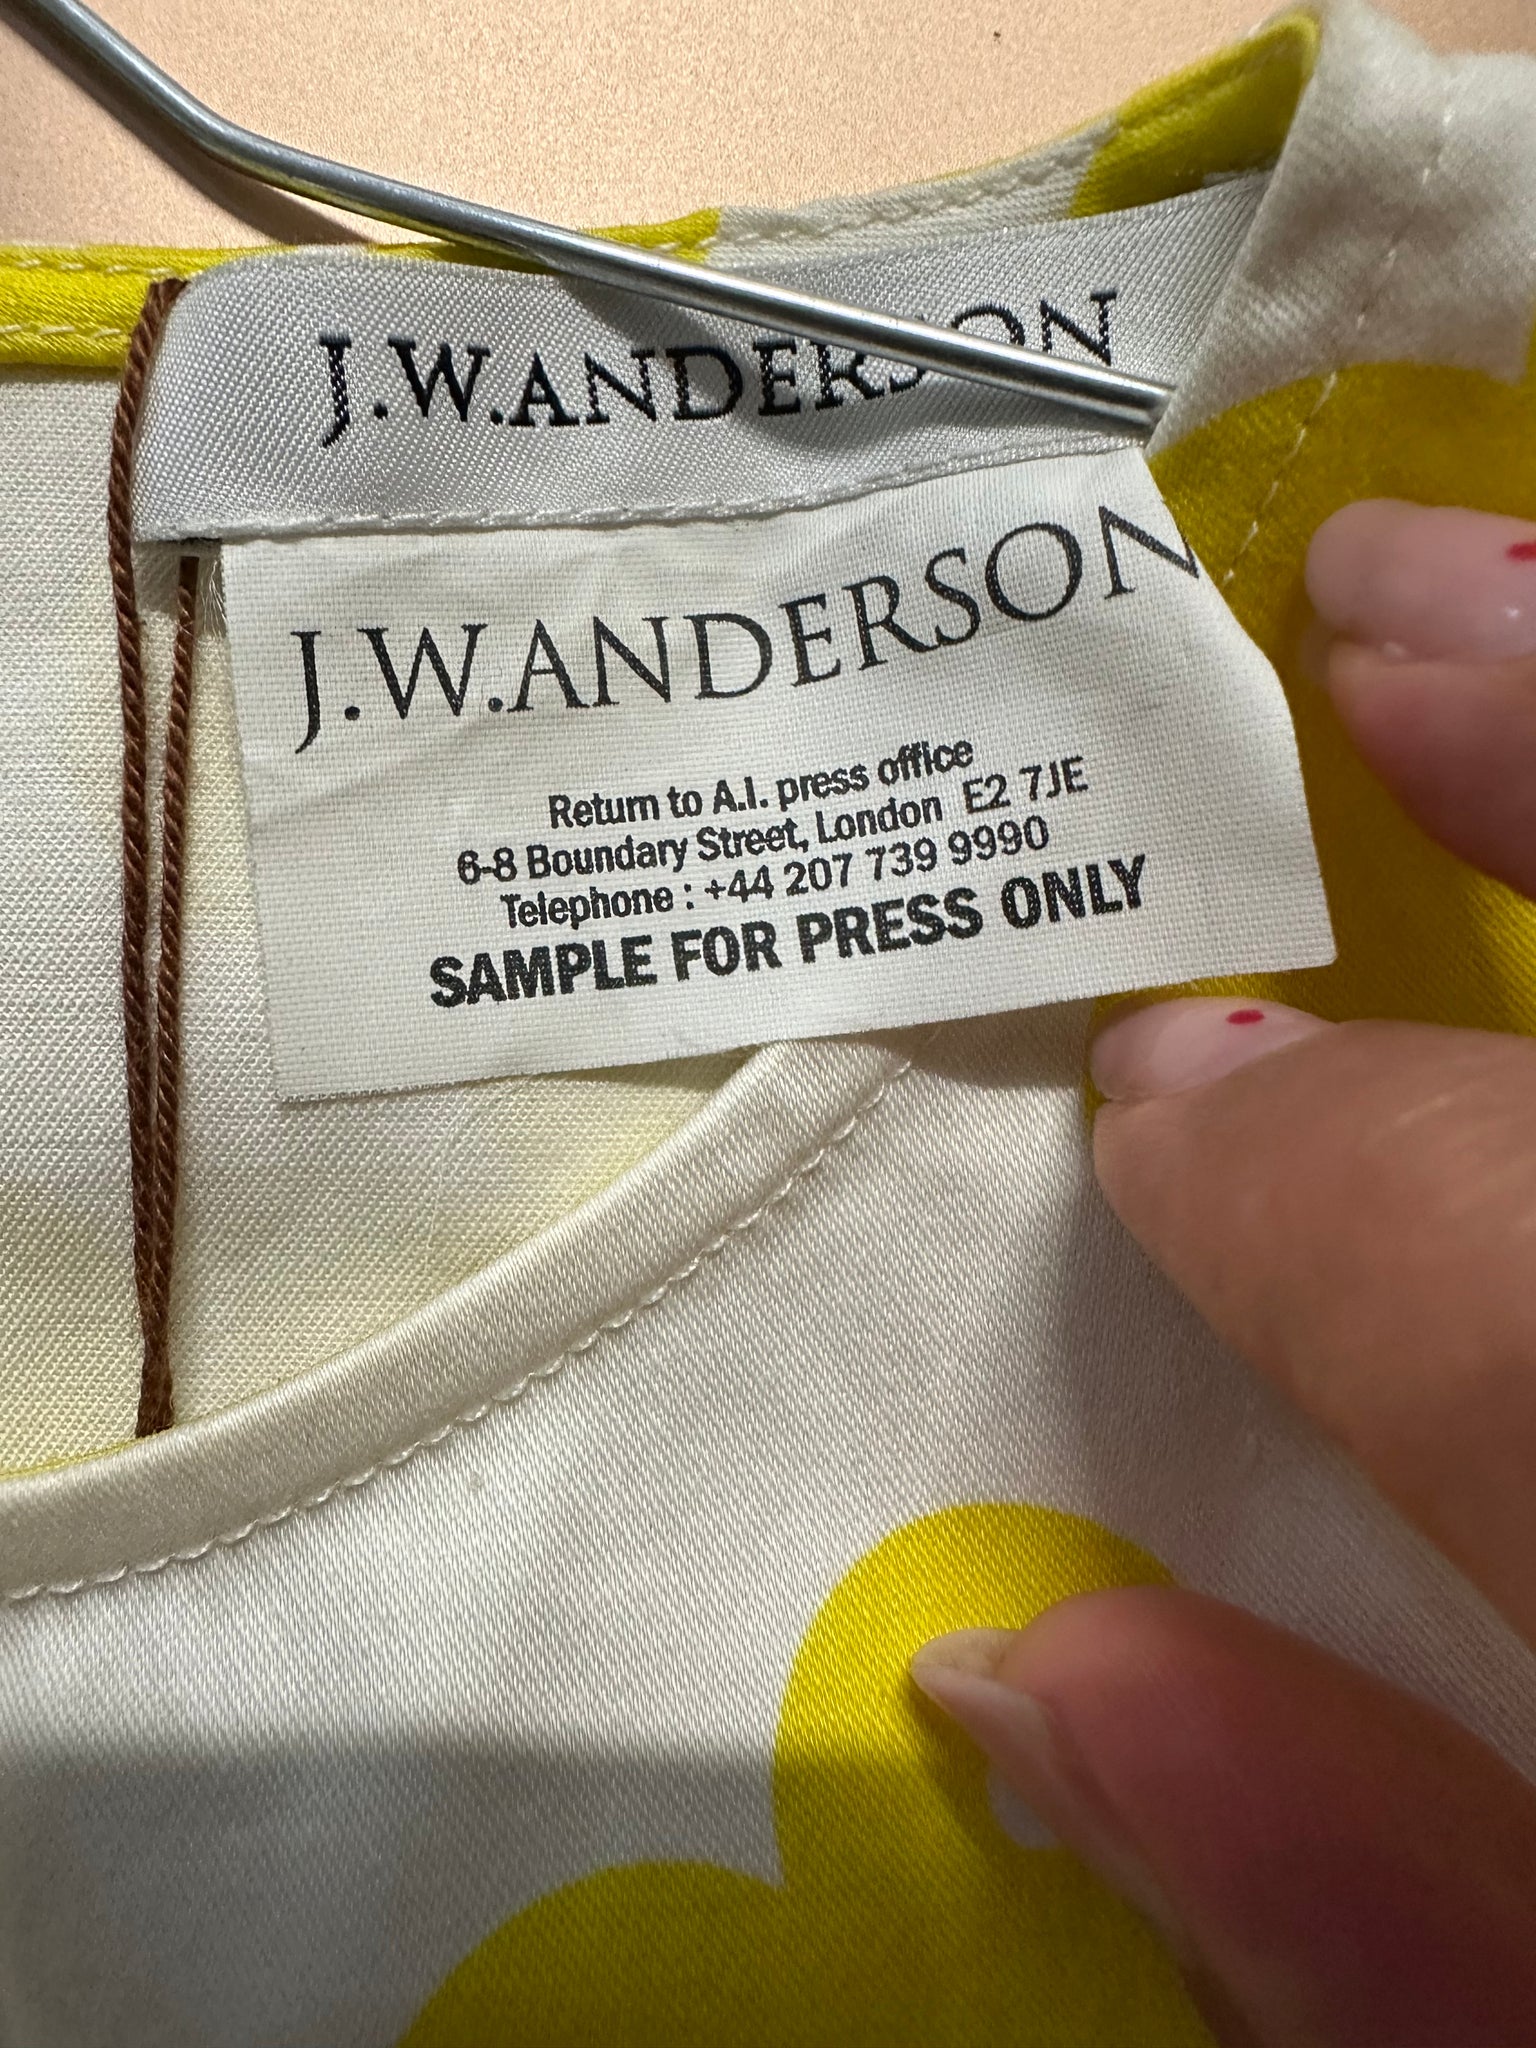 J.W.ANDERSON
J.W.ANDERSON
Return to A.I. press office
6-8 Boundary Street, London E2 7JE
Telephone : +44 207 739 9990
SAMPLE FOR PRESS ONLY